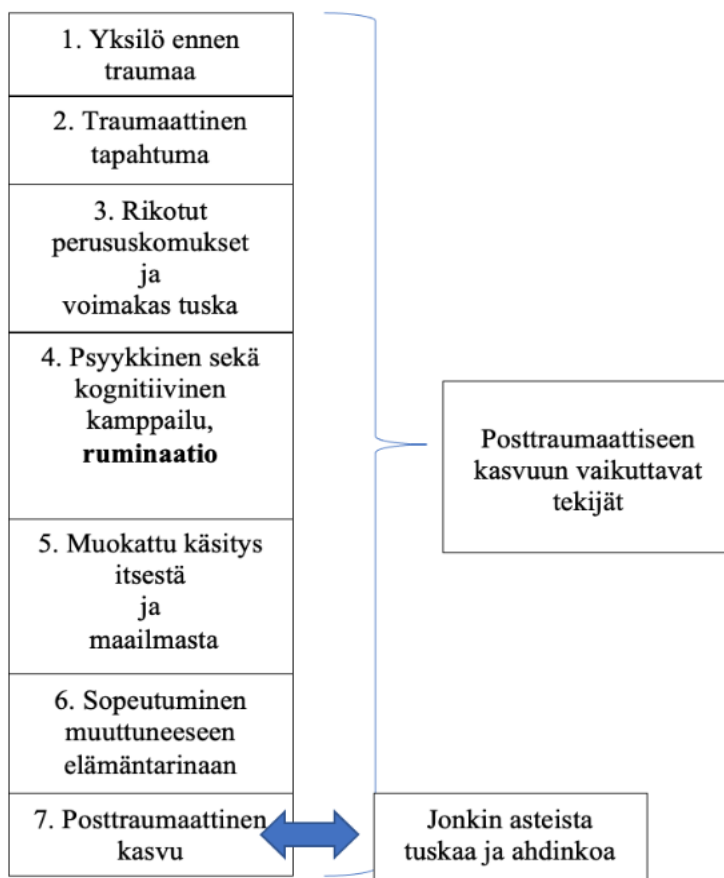 1. Yksilö ennen
traumaa
2. Traumaattinen
tapahtuma
3. Rikotut
perususkomukset
ja
voimakas tuska
4. Psyykkinen sekä
kognitiivinen
kamppailu,
ruminaatio
5. Muokattu käsitys
itsestä
ja
maailmasta
6. Sopeutuminen
muuttuneeseen
elämäntarinaan
7. Posttraumaattinen
kasvu
Posttraumaattiseen
kasvuun vaikuttavat
tekijät
Jonkin asteista
tuskaa ja ahdinkoa